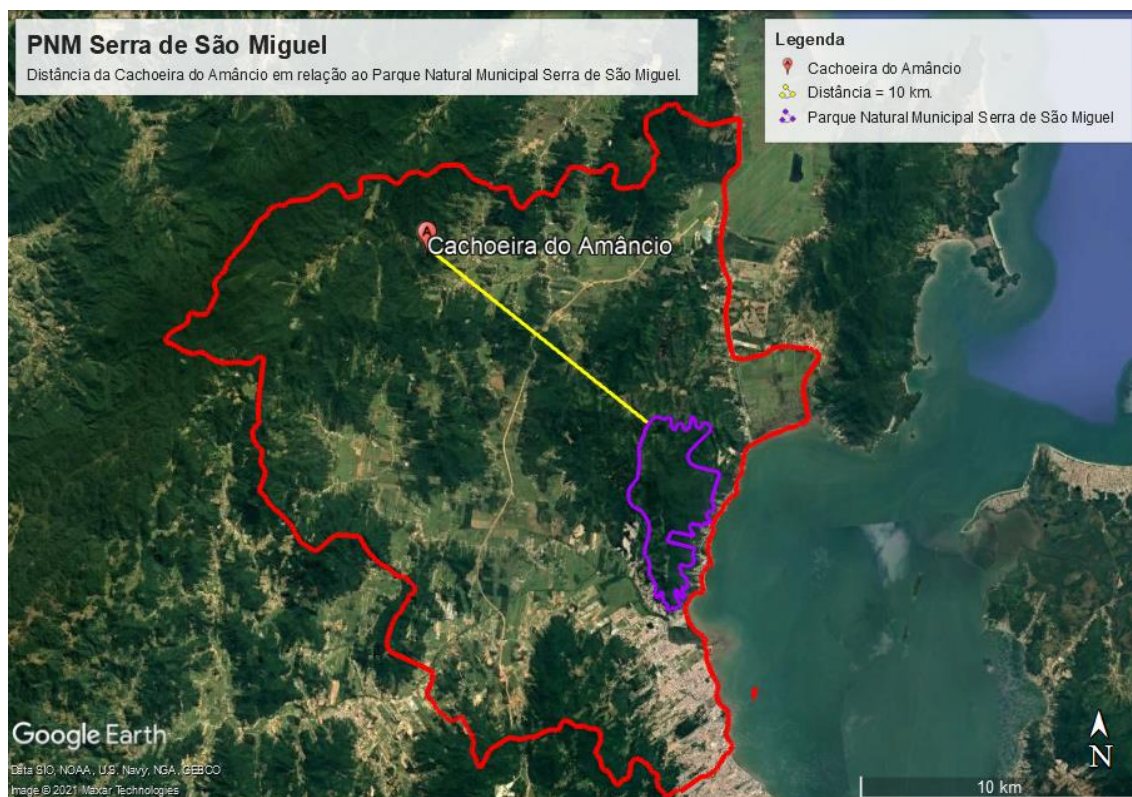 PNM Serra de São Miguel
Distância da Cachoeira do Amâncio em relação ao Parque Natural Municipal Serra de São Miguel.
Legenda
A Cachoeira do Amâncio
Distância = 10 km.
Parque Natural Municipal Serra de São Miguel
A
Cachoeira do Amâncio
Google Earth
Data SIO, NOAA, U.S. Navy, NGA, GEBCO
Image © 2021 Maxar Technologies
N
10 km